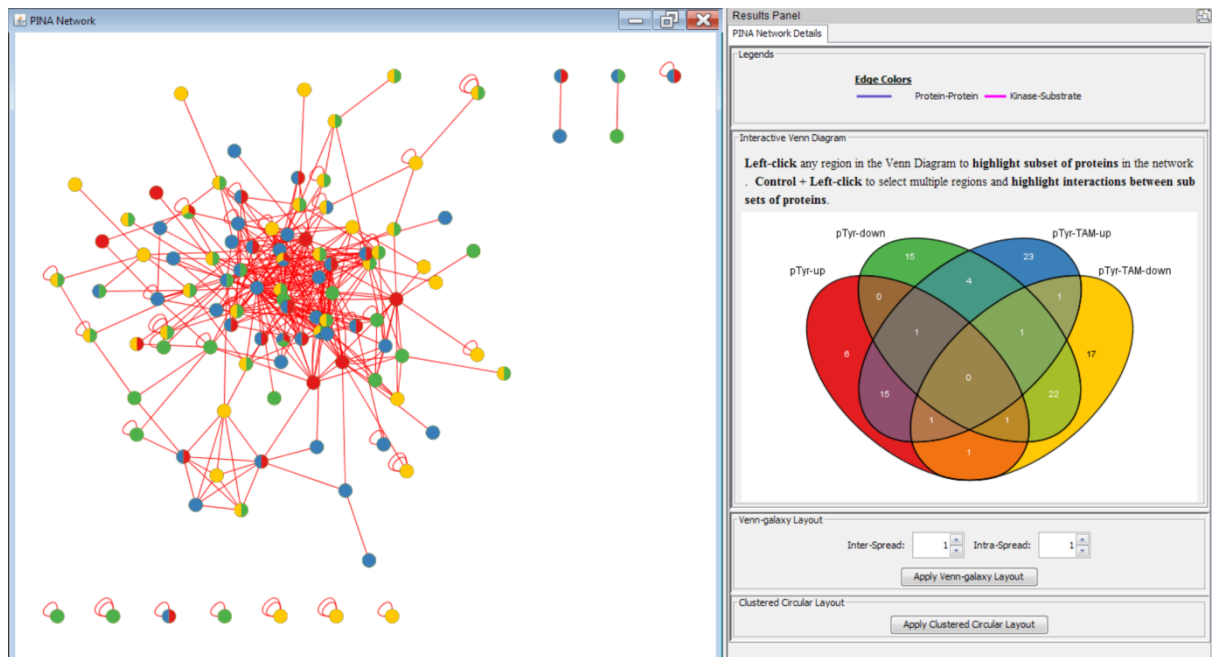 PINA Network
Results Panel
PINA Network Details
Legends
Edge Colors
Protein-Protein
Kinase-Substrate
Interactive Venn Diagram
Left-click any region in the Venn Diagram to highlight subset of proteins in the network
. Control + Left-click to select multiple regions and highlight interactions between sub
sets of proteins.
pTyr-down
pTyr-TAM-up
pTyr-up
pTyr-TAM-down
15
23
4
0
1
1
1
6
17
0
15
22
1
1
1
Venn-galaxy Layout
Inter-Spread: 1 Intra-Spread: 1
Apply Venn-galaxy Layout
Clustered Circular Layout
Apply Clustered Circular Layout